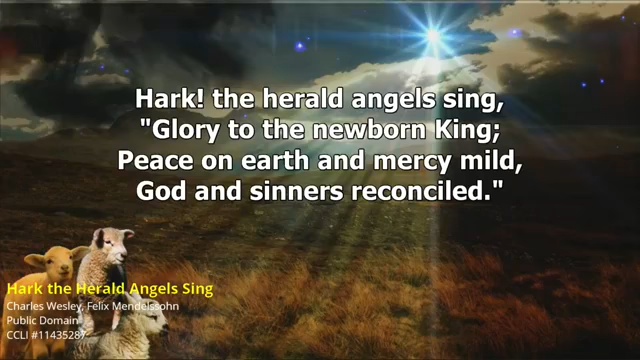 Hark! the herald angels sing,
"Glory to the newborn King;
Peace on earth and mercy mild,
God and sinners reconciled."
Hark the Herald Angels Sing
Charles Wesley, Felix Mendelssohn
Public Domain
CCLI #11435287